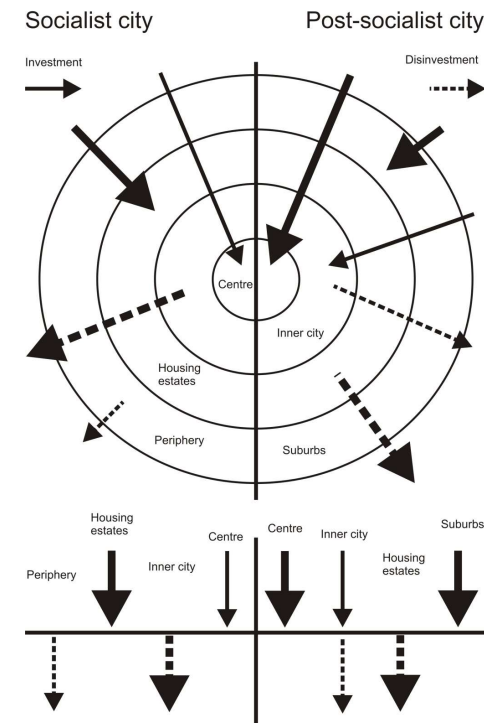 Socialist city
Post-socialist city
Investment
Disinvestment
Centre
Inner city
Housing
estates
Periphery
Suburbs
Housing
estates
Centre
Centre
Inner city
Suburbs
Periphery
Inner city
Housing
estates